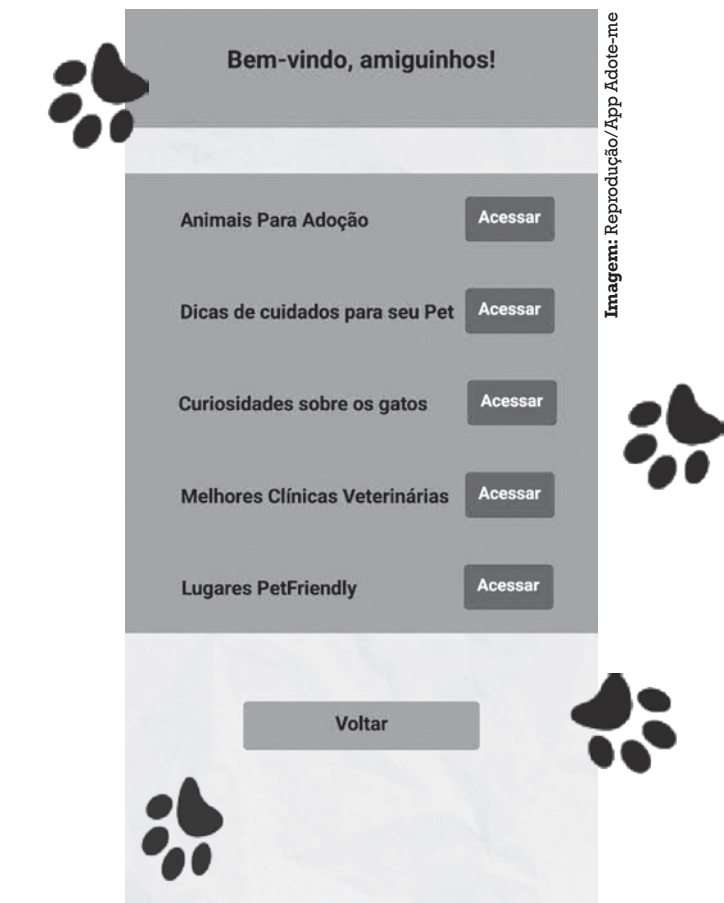 Bem-vindo, amiguinhos!
Animais Para Adoção
Acessar
Dicas de cuidados para seu Pet
Acessar
Curiosidades sobre os gatos
Acessar
Melhores Clínicas Veterinárias
Acessar
Lugares PetFriendly
Acessar
Voltar
Imagem: Reprodução/App Adote-me